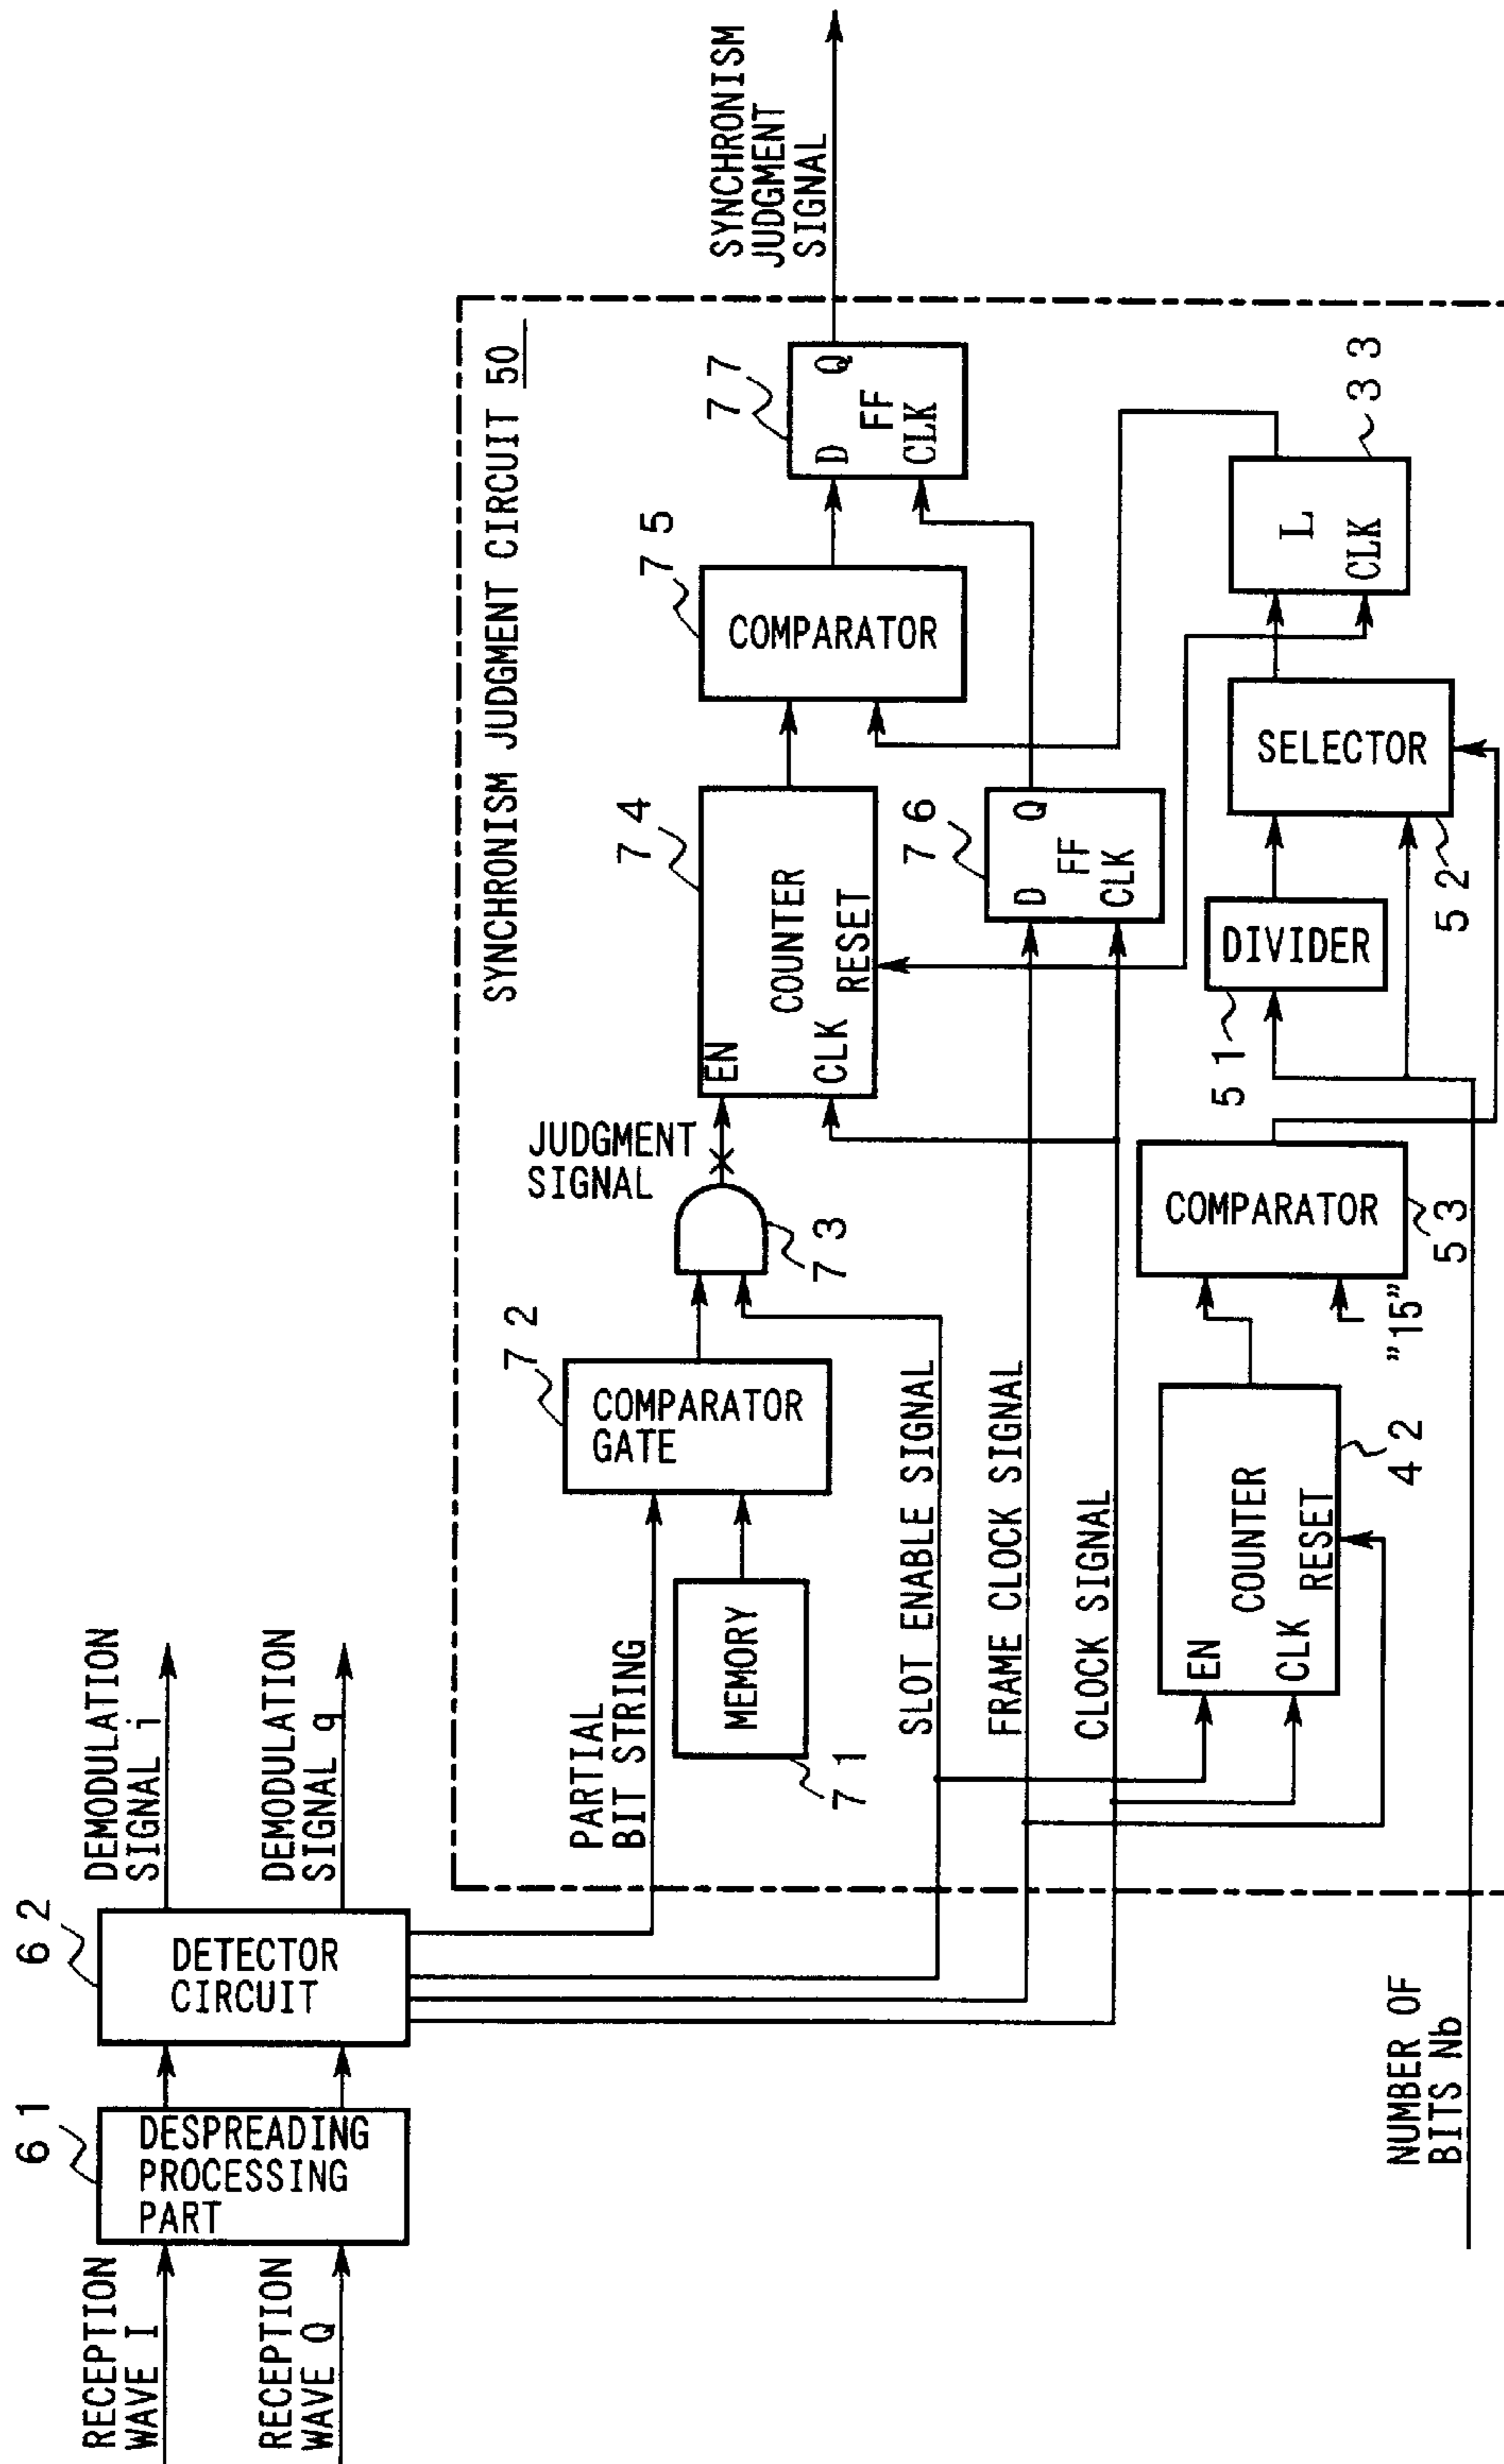 RECEPTION
WAVE I
RECEPTION
WAVE Q
61
DESPREADING
PROCESSING
PART
62
DETECTOR
CIRCUIT
DEMODULATION
SIGNAL i
DEMODULATION
SIGNAL q
SYNCHRONISM JUDGMENT CIRCUIT 50
PARTIAL
BIT STRING
MEMORY
71
72
COMPARATOR
GATE
73
JUDGMENT
SIGNAL
74
EN
COUNTER
CLK
RESET
75
COMPARATOR
77
D
Q
FF
CLK
SYNCHRONISM
JUDGMENT
SIGNAL
SLOT ENABLE SIGNAL
FRAME CLOCK SIGNAL
CLOCK SIGNAL
76
D
Q
FF
CLK
EN
COUNTER
CLK
RESET
42
COMPARATOR
53
"15"
51
DIVIDER
SELECTOR
52
L
CLK
33
NUMBER OF
BITS Nb